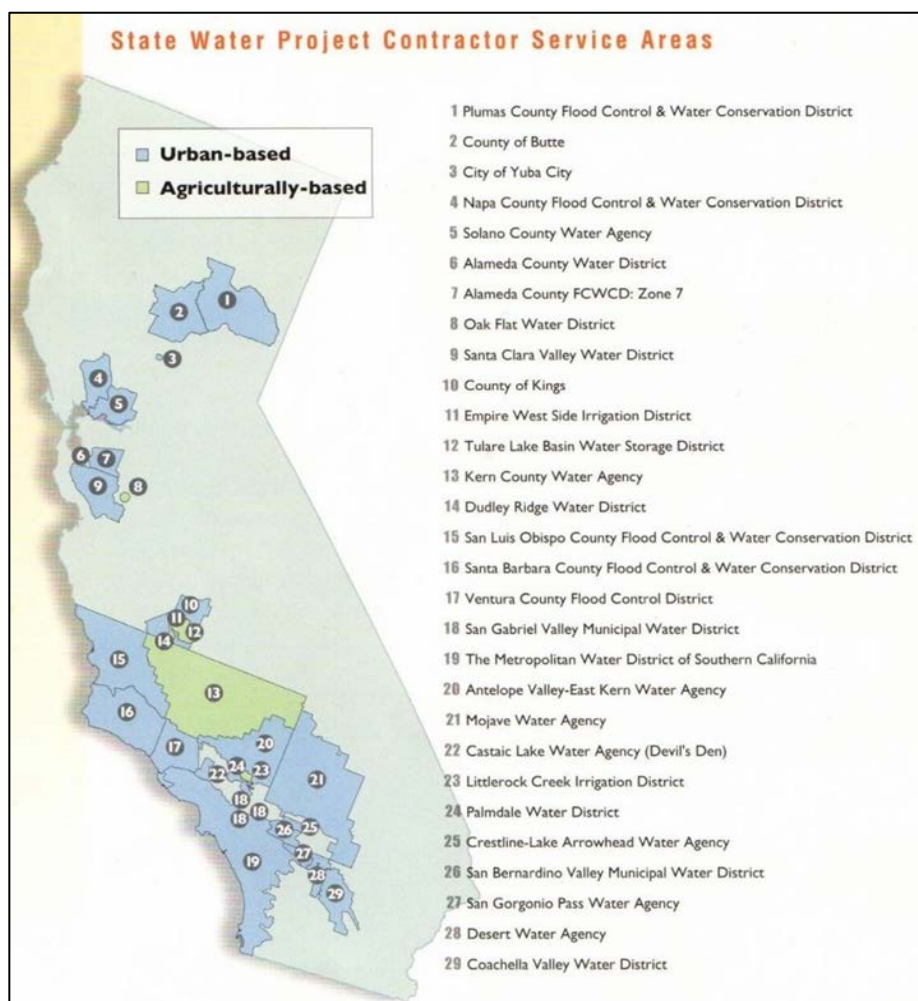 State Water Project Contractor Service Areas
Urban-based
Agriculturally-based
1 Plumas County Flood Control & Water Conservation District
2 County of Butte
3 City of Yuba City
4 Napa County Flood Control & Water Conservation District
5 Solano County Water Agency
6 Alameda County Water District
7 Alameda County FCWCD: Zone 7
8 Oak Flat Water District
9 Santa Clara Valley Water District
10 County of Kings
11 Empire West Side Irrigation District
12 Tulare Lake Basin Water Storage District
13 Kern County Water Agency
14 Dudley Ridge Water District
15 San Luis Obispo County Flood Control & Water Conservation District
16 Santa Barbara County Flood Control & Water Conservation District
17 Ventura County Flood Control District
18 San Gabriel Valley Municipal Water District
19 The Metropolitan Water District of Southern California
20 Antelope Valley-East Kern Water Agency
21 Mojave Water Agency
22 Castaic Lake Water Agency (Devil's Den)
23 Littlerock Creek Irrigation District
24 Palmdale Water District
25 Crestline-Lake Arrowhead Water Agency
26 San Bernardino Valley Municipal Water District
27 San Gorgonio Pass Water Agency
28 Desert Water Agency
29 Coachella Valley Water District
1
2
3
4
5
6
7
9
8
10
11
12
14
13
15
16
17
20
24
23
22
21
18
18
18
26
25
27
19
28
29